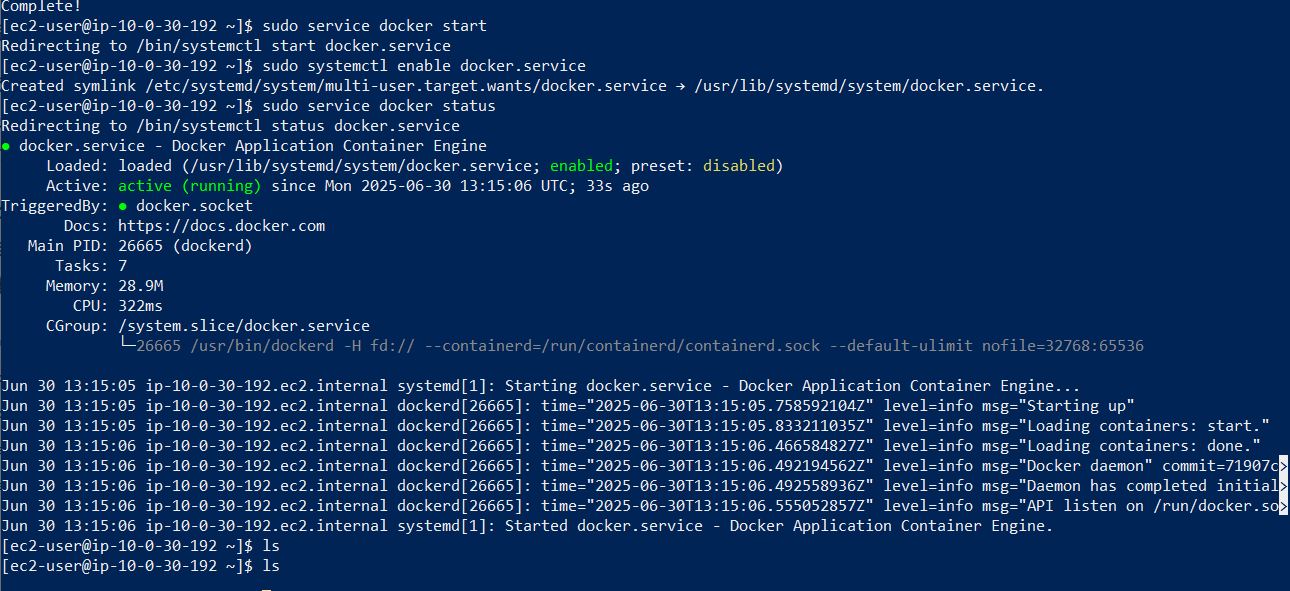 Complete!
[ec2-user@ip-10-0-30-192 ~]$ sudo service docker start
Redirecting to /bin/systemctl start docker.service
[ec2-user@ip-10-0-30-192 ~]$ sudo systemctl enable docker.service
Created symlink /etc/systemd/system/multi-user.target.wants/docker.service → /usr/lib/systemd/system/docker.service.
[ec2-user@ip-10-0-30-192 ~]$ sudo service docker status
Redirecting to /bin/systemctl status docker.service
● docker.service - Docker Application Container Engine
     Loaded: loaded (/usr/lib/systemd/system/docker.service; enabled; preset: disabled)
     Active: active (running) since Mon 2025-06-30 13:15:06 UTC; 33s ago
TriggeredBy: ● docker.socket
       Docs: https://docs.docker.com
   Main PID: 26665 (dockerd)
      Tasks: 7
     Memory: 28.9M
        CPU: 322ms
     CGroup: /system.slice/docker.service
             └─26665 /usr/bin/dockerd -H fd:// --containerd=/run/containerd/containerd.sock --default-ulimit nofile=32768:65536
Jun 30 13:15:05 ip-10-0-30-192.ec2.internal systemd[1]: Starting docker.service - Docker Application Container Engine...
Jun 30 13:15:05 ip-10-0-30-192.ec2.internal dockerd[26665]: time="2025-06-30T13:15:05.758592104Z" level=info msg="Starting up"
Jun 30 13:15:05 ip-10-0-30-192.ec2.internal dockerd[26665]: time="2025-06-30T13:15:05.833211035Z" level=info msg="Loading containers: start."
Jun 30 13:15:06 ip-10-0-30-192.ec2.internal dockerd[26665]: time="2025-06-30T13:15:06.466584827Z" level=info msg="Loading containers: done."
Jun 30 13:15:06 ip-10-0-30-192.ec2.internal dockerd[26665]: time="2025-06-30T13:15:06.492194562Z" level=info msg="Docker daemon" commit=71907c>
Jun 30 13:15:06 ip-10-0-30-192.ec2.internal dockerd[26665]: time="2025-06-30T13:15:06.492558936Z" level=info msg="Daemon has completed initial>
Jun 30 13:15:06 ip-10-0-30-192.ec2.internal dockerd[26665]: time="2025-06-30T13:15:06.555052857Z" level=info msg="API listen on /run/docker.so>
Jun 30 13:15:06 ip-10-0-30-192.ec2.internal systemd[1]: Started docker.service - Docker Application Container Engine.
[ec2-user@ip-10-0-30-192 ~]$ ls
[ec2-user@ip-10-0-30-192 ~]$ ls